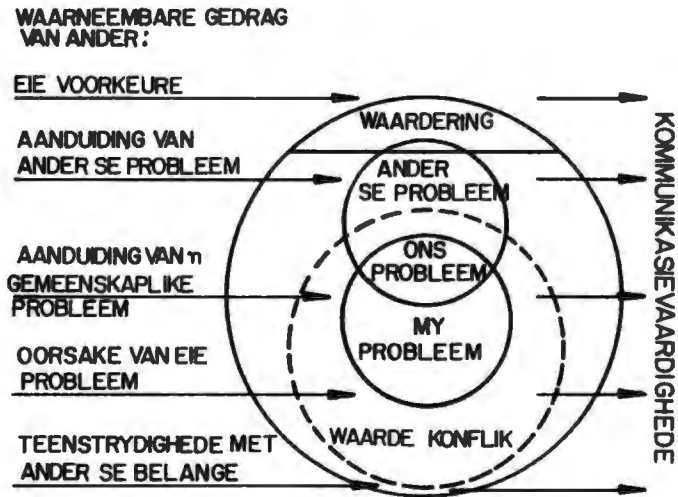 WAARNEEMBARE GEDRAG
VAN ANDER:
EIE VOORKEURE
AANDUIDING VAN
ANDER SE PROBLEEM
AANDUIDING VAN 'n
GEMEENSKAPLIKE
PROBLEEM
OORSAKE VAN EIE
PROBLEEM
TEENSTRYDIGHEDE MET
ANDER SE BELANGE
WAARDERING
ANDER
SE PROBLEEM
ONS
PROBLEEM
MY
PROBLEEM
WAARDE KONFLIK
KOMMUNIKASIEVAARDIGHEDE